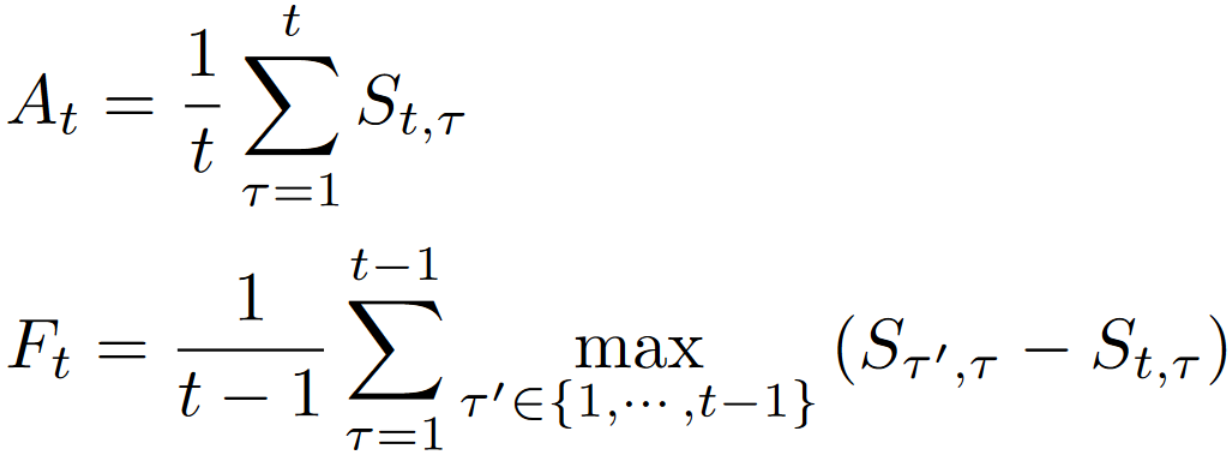 A_t = \frac{1}{t} \sum_{\tau=1}^{t} S_{t,\tau}
F_t = \frac{1}{t-1} \sum_{\tau=1}^{t-1} \max_{\tau' \in \{1,\cdots,t-1\}} (S_{\tau',\tau} - S_{t,\tau})